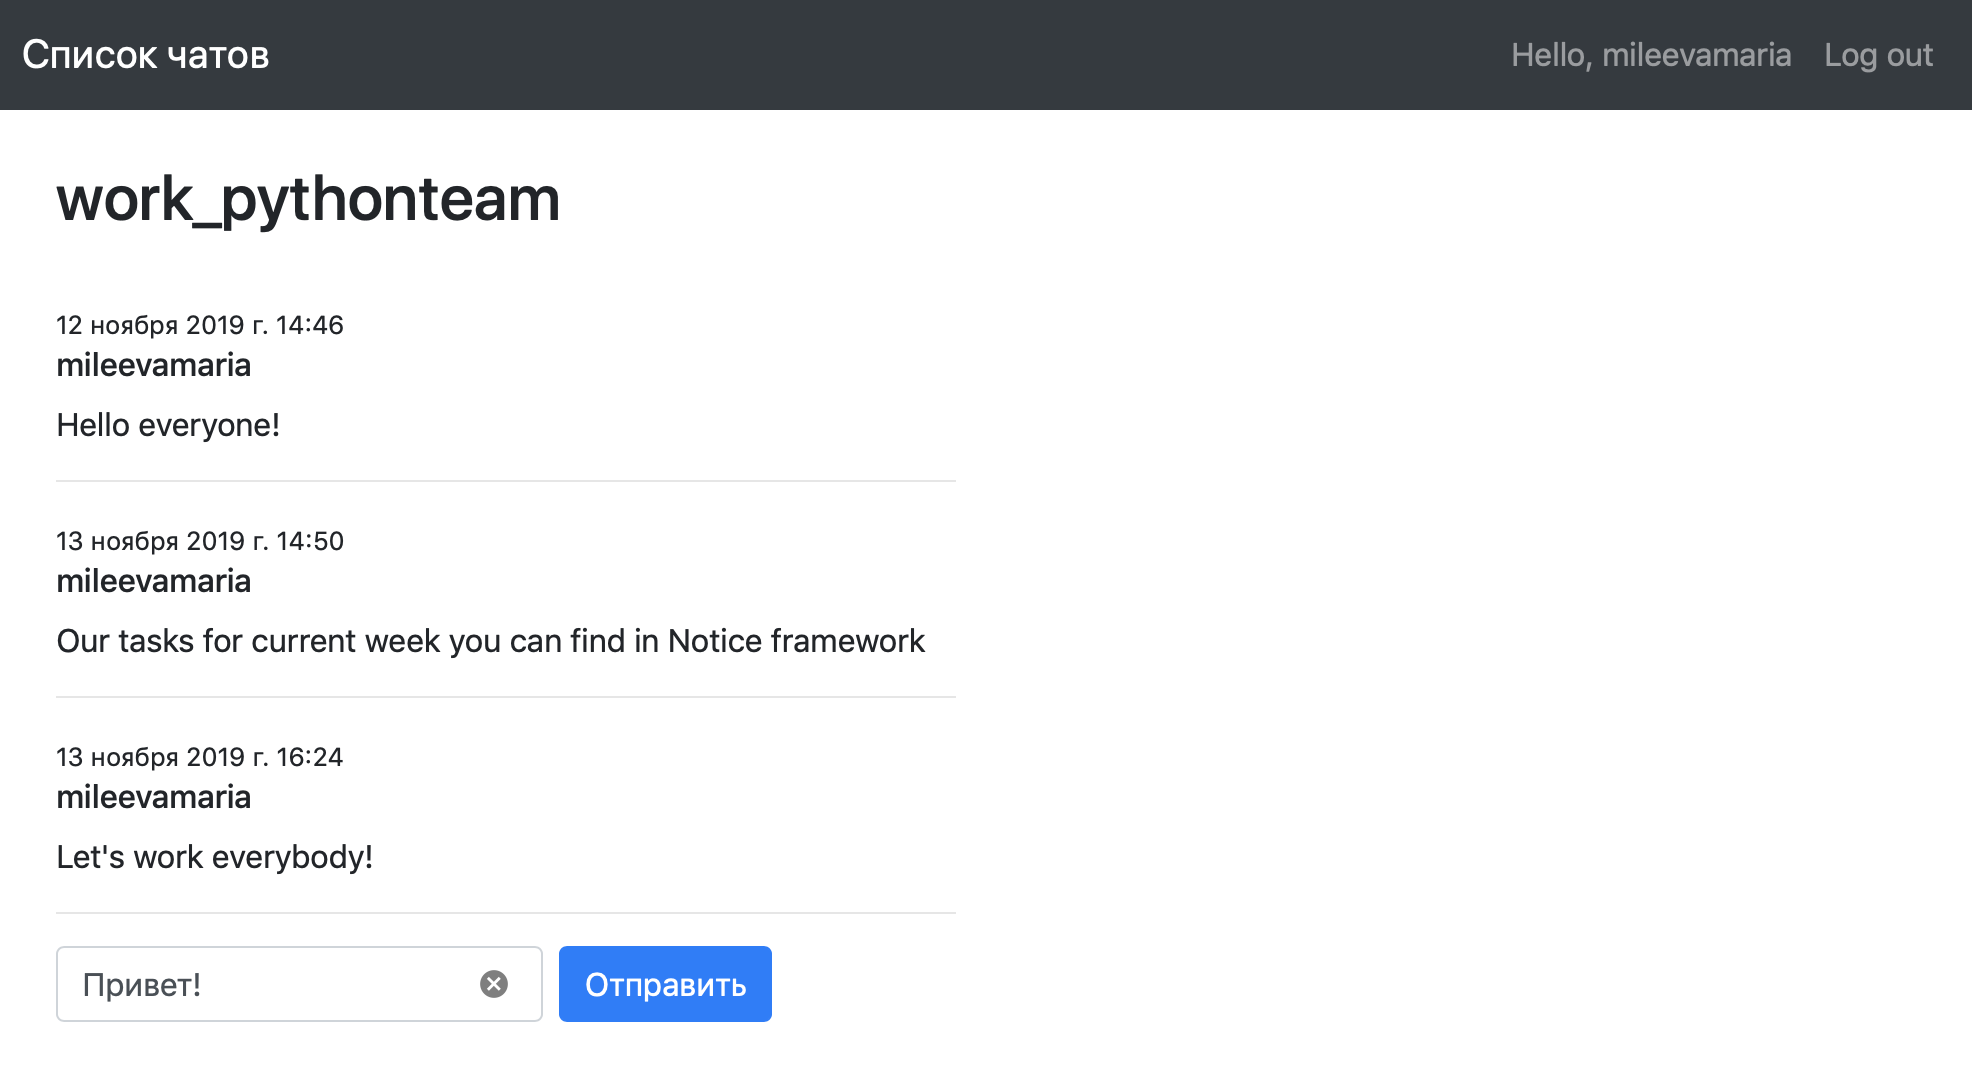 Список чатов
Hello, mileevamaria
Log out
work_pythonteam
12 ноября 2019 г. 14:46
mileevamaria
Hello everyone!
13 ноября 2019 г. 14:50
mileevamaria
Our tasks for current week you can find in Notice framework
13 ноября 2019 г. 16:24
mileevamaria
Let's work everybody!
Привет!
Отправить